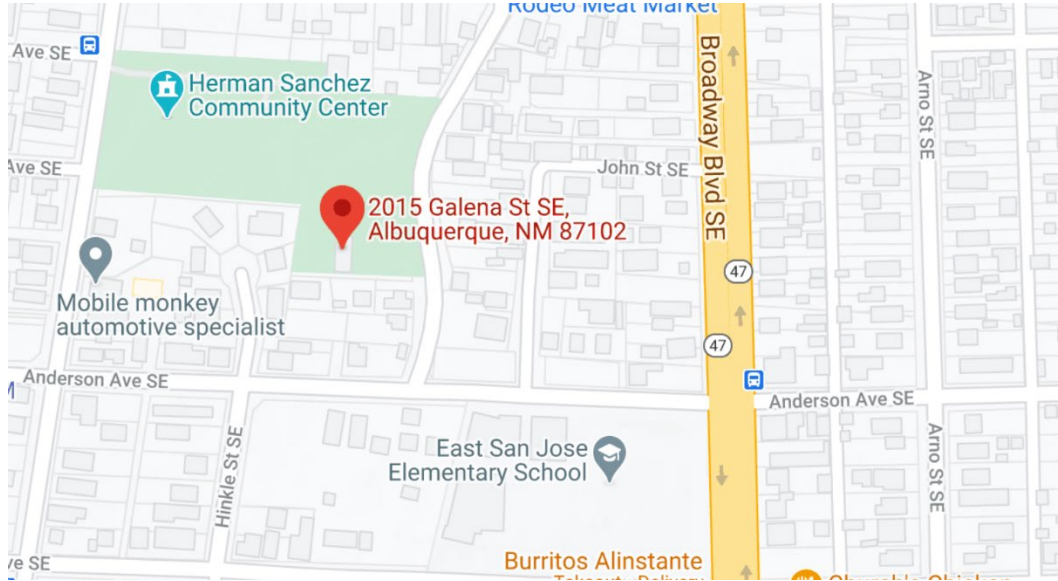 Rodeo Meat Market
Ave SE
Herman Sanchez
Community Center
Broadway Blvd SE
Arno St SE
Ave SE
John St SE
2015 Galena St SE,
Albuquerque, NM 87102
47
Mobile monkey
automotive specialist
47
Anderson Ave SE
Anderson Ave SE
Hinkle St SE
East San Jose
Elementary School
Arno St SE
ve SE
Burritos Alinstante
Takeout · Delivery